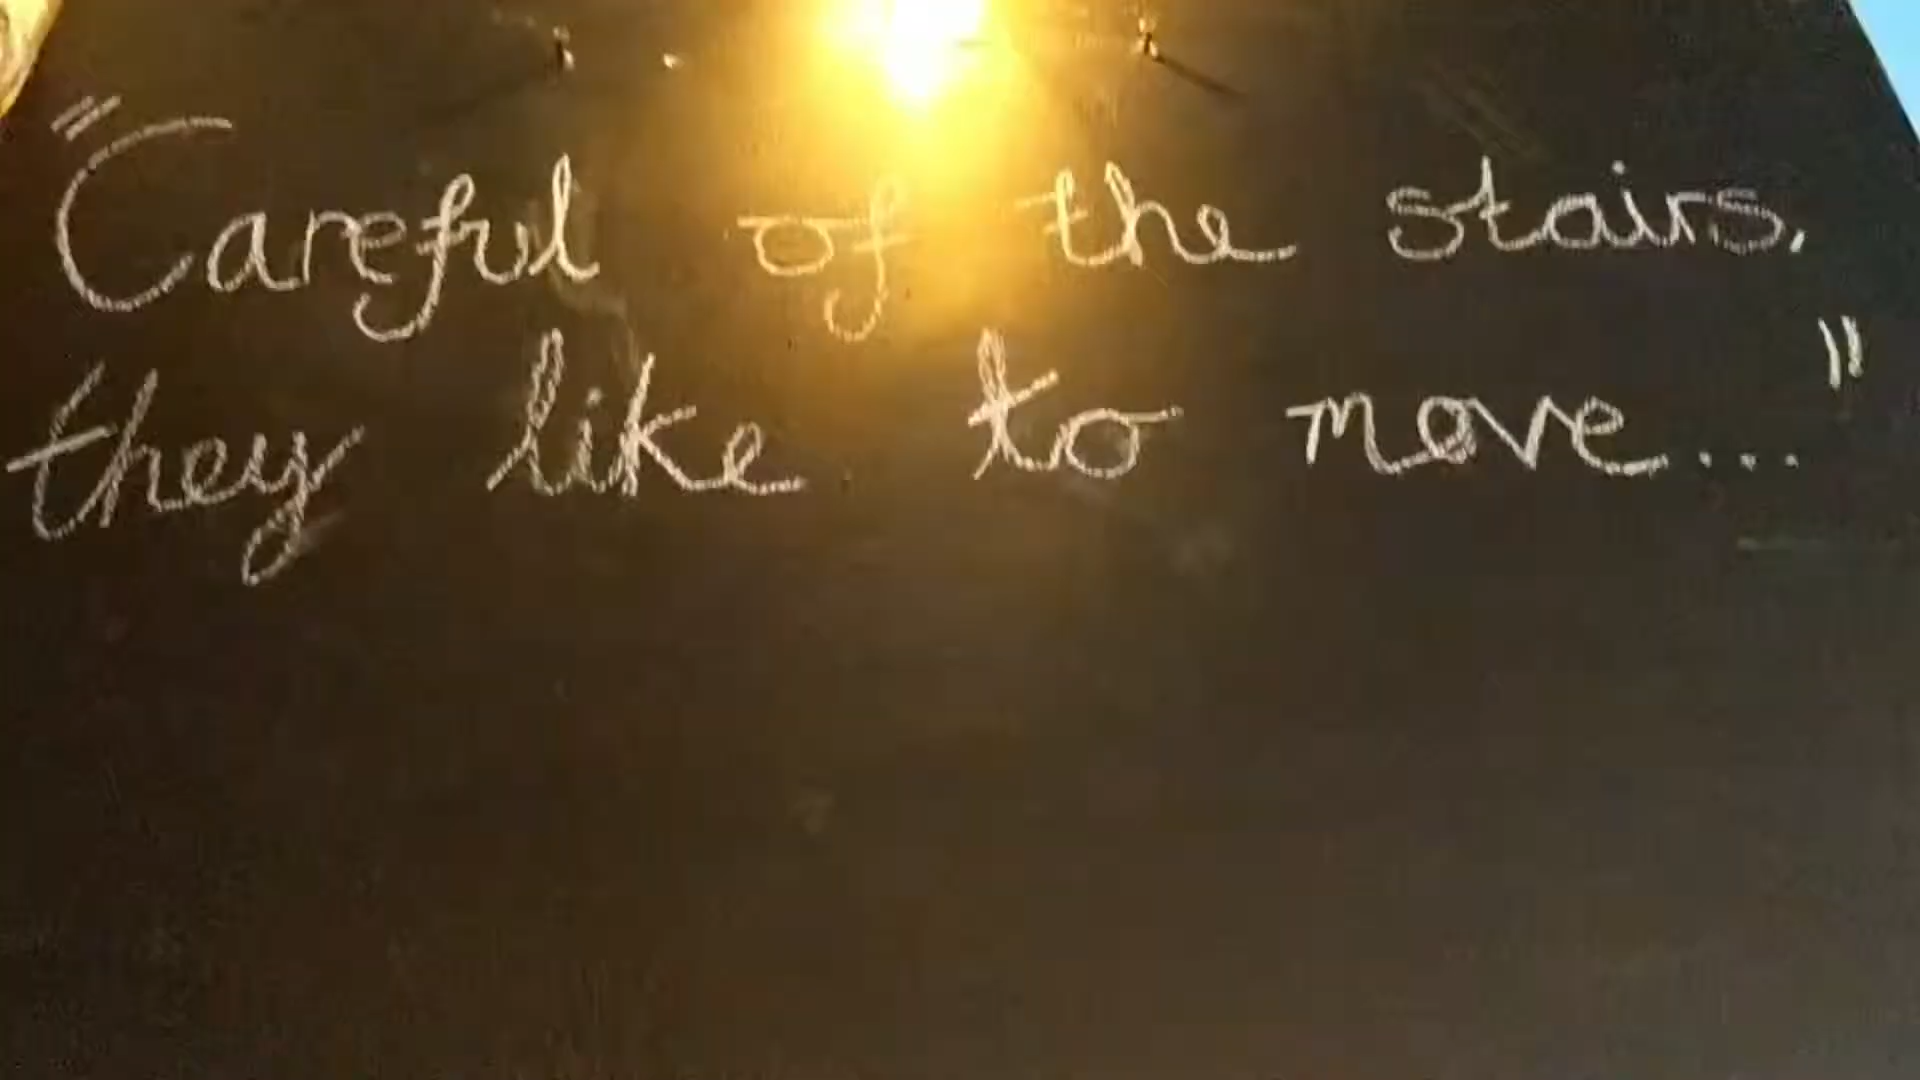 "Careful of the stairs,
they like to move..."